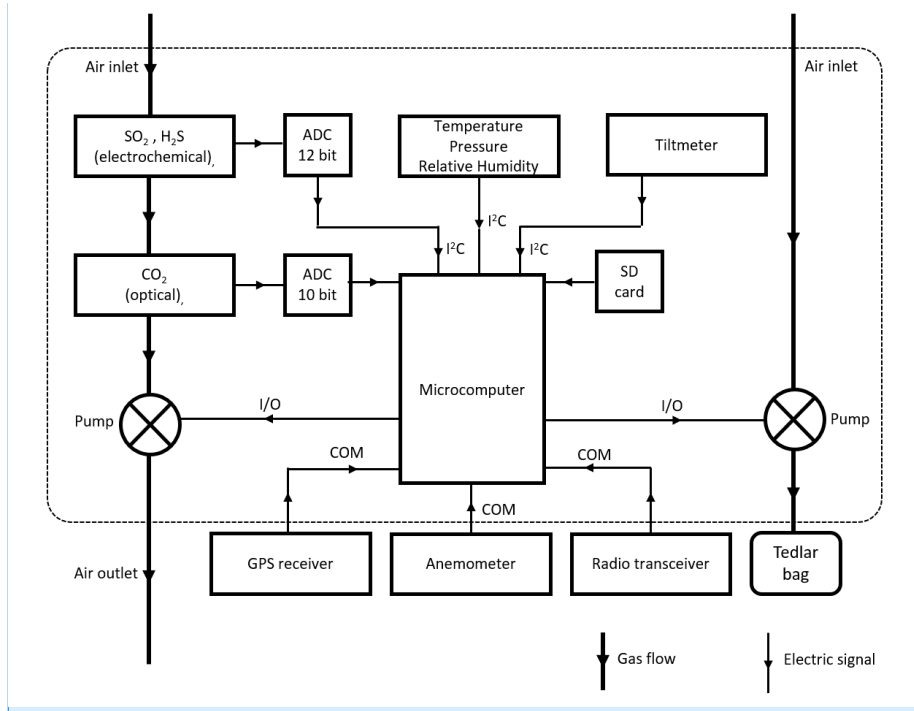 Air inlet
Air inlet
SO₂ , H₂S
(electrochemical),
ADC
12 bit
Temperature
Pressure
Relative Humidity
Tiltmeter
I²C
I²C
I²C
CO₂
(optical),
ADC
10 bit
SD
card
Microcomputer
Pump
I/O
I/O
Pump
COM
COM
COM
GPS receiver
Anemometer
Radio transceiver
Tedlar
bag
Air outlet
Gas flow
Electric signal